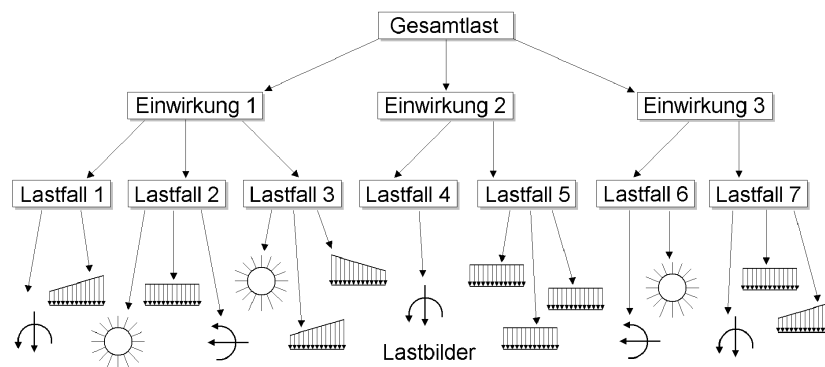 Gesamtlast
Einwirkung 1
Einwirkung 2
Einwirkung 3
Lastfall 1
Lastfall 2
Lastfall 3
Lastfall 4
Lastfall 5
Lastfall 6
Lastfall 7
Lastbilder